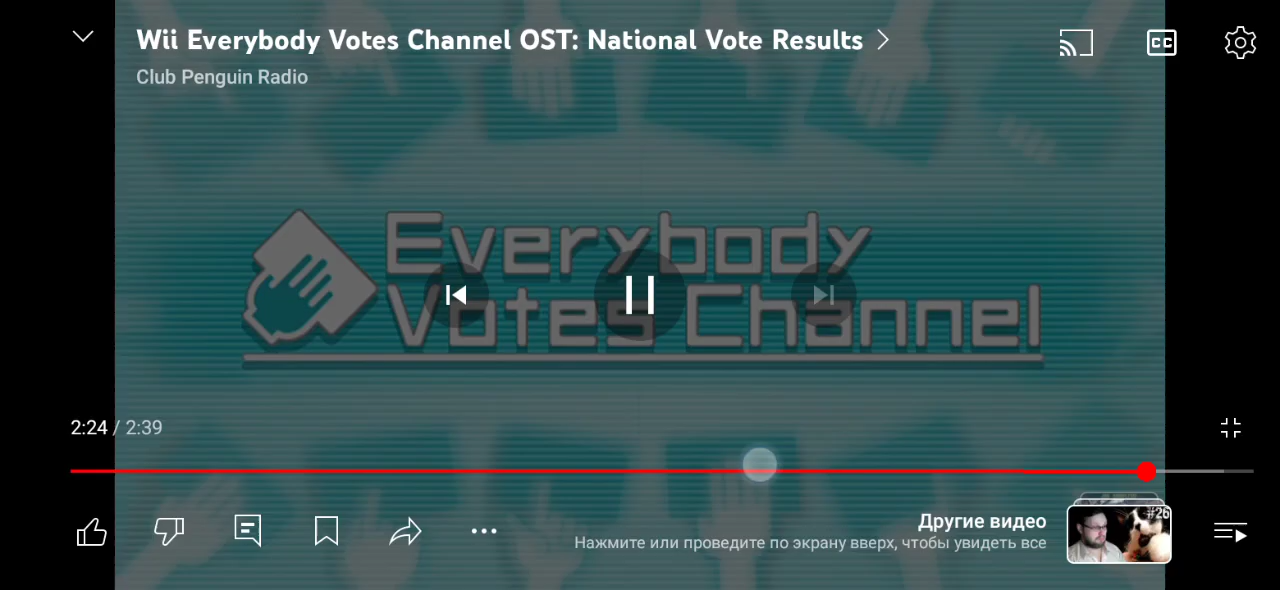 Wii Everybody Votes Channel OST: National Vote Results
Club Penguin Radio
CC
Everybody
Votes Channel
2:24 / 2:39
Другие видео
Нажмите или проведите по экрану вверх, чтобы увидеть все
#26